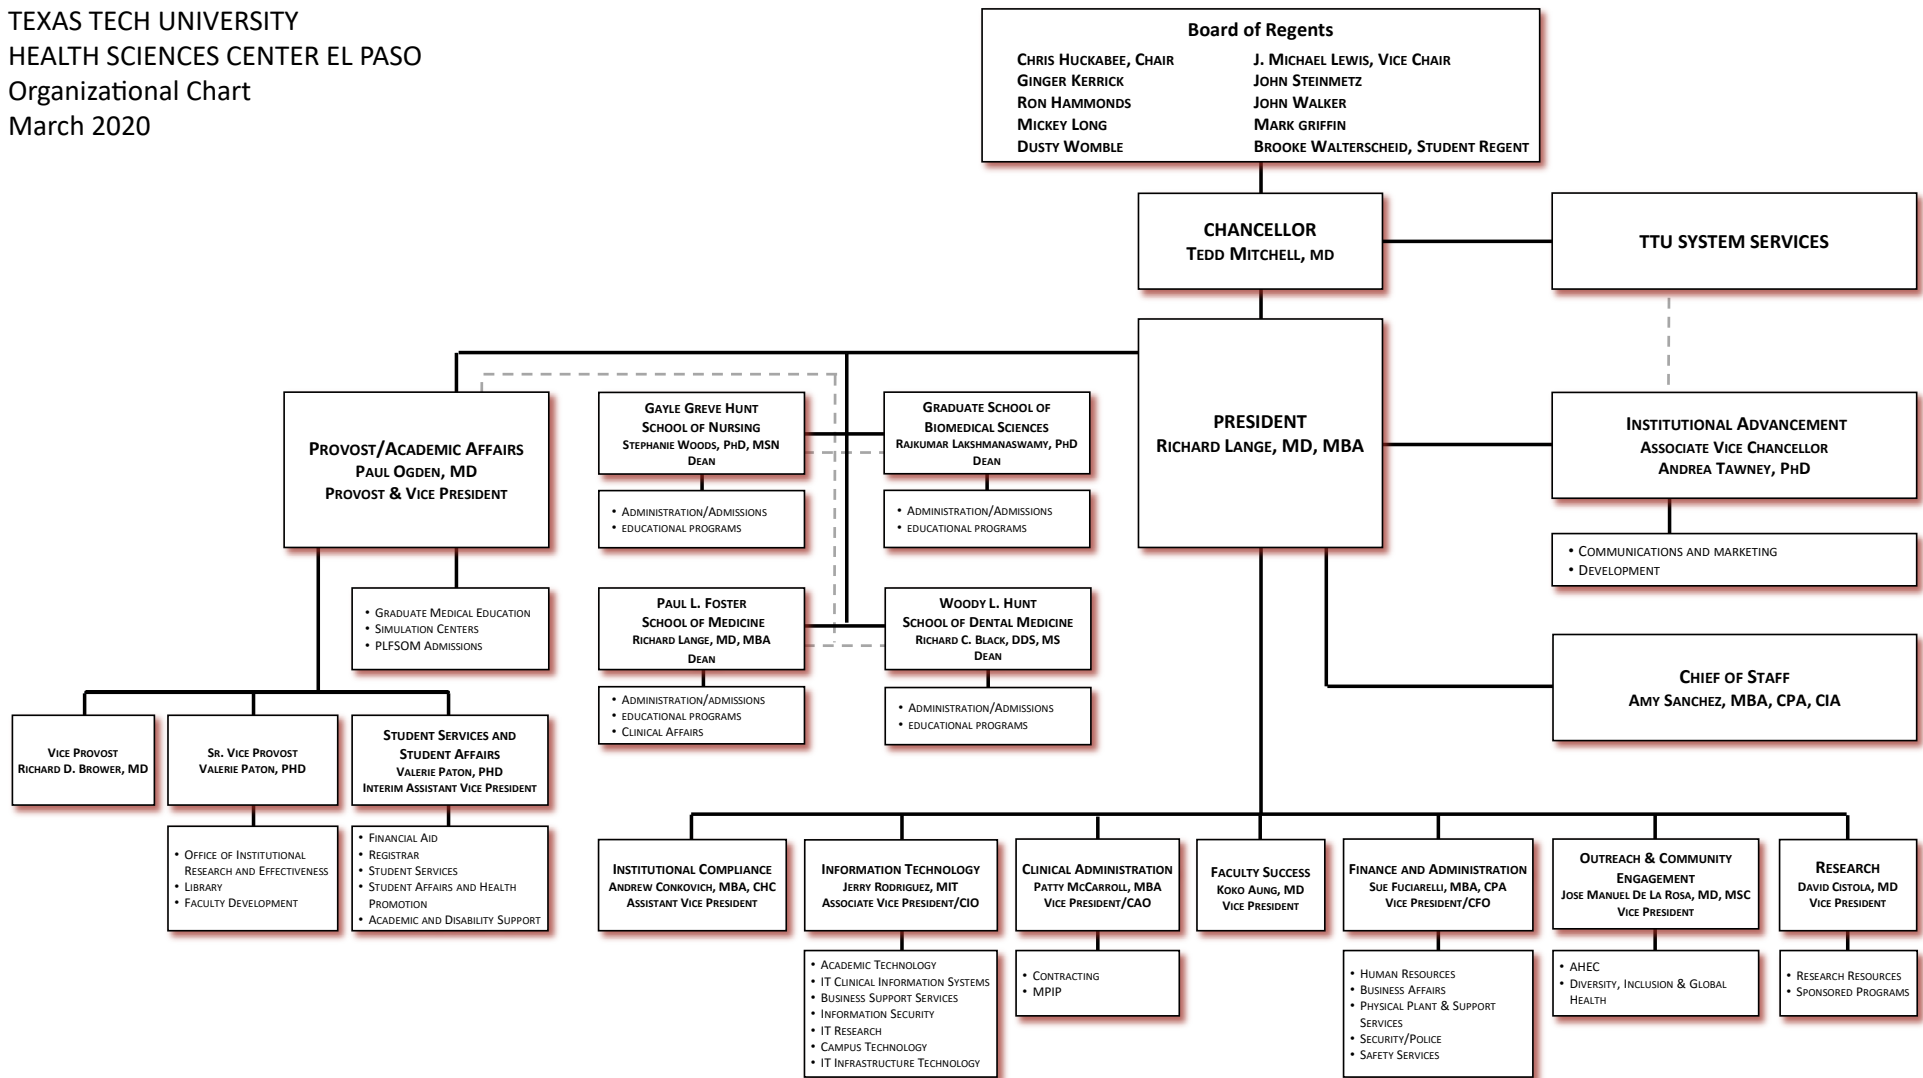 TEXAS TECH UNIVERSITY
HEALTH SCIENCES CENTER EL PASO
Organizational Chart
March 2020
Board of Regents
CHRIS HUCKABEE, CHAIR
GINGER KERRICK
RON HAMMONDS
MICKEY LONG
DUSTY WOMBLE
J. MICHAEL LEWIS, VICE CHAIR
JOHN STEINMETZ
JOHN WALKER
MARK GRIFFIN
BROOKE WALTERSCHEID, STUDENT REGENT
CHANCELLOR
TEDD MITCHELL, MD
TTU SYSTEM SERVICES
PRESIDENT
RICHARD LANGE, MD, MBA
INSTITUTIONAL ADVANCEMENT
ASSOCIATE VICE CHANCELLOR
ANDREA TAWNEY, PHD
• COMMUNICATIONS AND MARKETING
• DEVELOPMENT
CHIEF OF STAFF
AMY SANCHEZ, MBA, CPA, CIA
PROVOST/ACADEMIC AFFAIRS
PAUL OGDEN, MD
PROVOST & VICE PRESIDENT
• GRADUATE MEDICAL EDUCATION
• SIMULATION CENTERS
• PLFSOM ADMISSIONS
GAYLE GREVE HUNT
SCHOOL OF NURSING
STEPHANIE WOODS, PHD, MSN
DEAN
• ADMINISTRATION/ADMISSIONS
• EDUCATIONAL PROGRAMS
GRADUATE SCHOOL OF
BIOMEDICAL SCIENCES
RAJKUMAR LAKSHMANASWAMY, PHD
DEAN
• ADMINISTRATION/ADMISSIONS
• EDUCATIONAL PROGRAMS
PAUL L. FOSTER
SCHOOL OF MEDICINE
RICHARD LANGE, MD, MBA
DEAN
• ADMINISTRATION/ADMISSIONS
• EDUCATIONAL PROGRAMS
• CLINICAL AFFAIRS
WOODY L. HUNT
SCHOOL OF DENTAL MEDICINE
RICHARD C. BLACK, DDS, MS
DEAN
• ADMINISTRATION/ADMISSIONS
• EDUCATIONAL PROGRAMS
VICE PROVOST
RICHARD D. BROWER, MD
SR. VICE PROVOST
VALERIE PATON, PHD
• OFFICE OF INSTITUTIONAL
RESEARCH AND EFFECTIVENESS
• LIBRARY
• FACULTY DEVELOPMENT
STUDENT SERVICES AND
STUDENT AFFAIRS
VALERIE PATON, PHD
INTERIM ASSISTANT VICE PRESIDENT
• FINANCIAL AID
• REGISTRAR
• STUDENT SERVICES
• STUDENT AFFAIRS AND HEALTH
PROMOTION
• ACADEMIC AND DISABILITY SUPPORT
INSTITUTIONAL COMPLIANCE
ANDREW CONKOVICH, MBA, CHC
ASSISTANT VICE PRESIDENT
INFORMATION TECHNOLOGY
JERRY RODRIGUEZ, MIT
ASSOCIATE VICE PRESIDENT/CIO
• ACADEMIC TECHNOLOGY
• IT CLINICAL INFORMATION SYSTEMS
• BUSINESS SUPPORT SERVICES
• INFORMATION SECURITY
• IT RESEARCH
• CAMPUS TECHNOLOGY
• IT INFRASTRUCTURE TECHNOLOGY
CLINICAL ADMINISTRATION
PATTY MCCARROLL, MBA
VICE PRESIDENT/CAO
• CONTRACTING
• MPIP
FACULTY SUCCESS
KOKO AUNG, MD
VICE PRESIDENT
FINANCE AND ADMINISTRATION
SUE FUCIARELLI, MBA, CPA
VICE PRESIDENT/CFO
• HUMAN RESOURCES
• BUSINESS AFFAIRS
• PHYSICAL PLANT & SUPPORT
SERVICES
• SECURITY/POLICE
• SAFETY SERVICES
OUTREACH & COMMUNITY
ENGAGEMENT
JOSE MANUEL DE LA ROSA, MD, MSC
VICE PRESIDENT
• AHEC
• DIVERSITY, INCLUSION & GLOBAL
HEALTH
RESEARCH
DAVID CISTOLA, MD
VICE PRESIDENT
• RESEARCH RESOURCES
• SPONSORED PROGRAMS